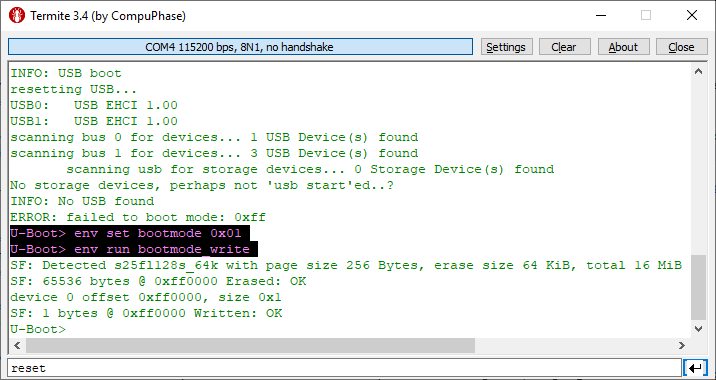 Termite 3.4 (by CompuPhase)
COM4 115200 bps, 8N1, no handshake
Settings
Clear
About
Close
INFO: USB boot
resetting USB...
USB0:   USB EHCI 1.00
USB1:   USB EHCI 1.00
scanning bus 0 for devices... 1 USB Device(s) found
scanning bus 1 for devices... 3 USB Device(s) found
       scanning usb for storage devices... 0 Storage Device(s) found
No storage devices, perhaps not 'usb start'ed..?
INFO: No USB found
ERROR: failed to boot mode: 0xff
U-Boot> env set bootmode 0x01
U-Boot> env run bootmode_write
SF: Detected s25fl128s_64k with page size 256 Bytes, erase size 64 KiB, total 16 MiB
SF: 65536 bytes @ 0xff0000 Erased: OK
device 0 offset 0xff0000, size 0x1
SF: 1 bytes @ 0xff0000 Written: OK
U-Boot>
reset